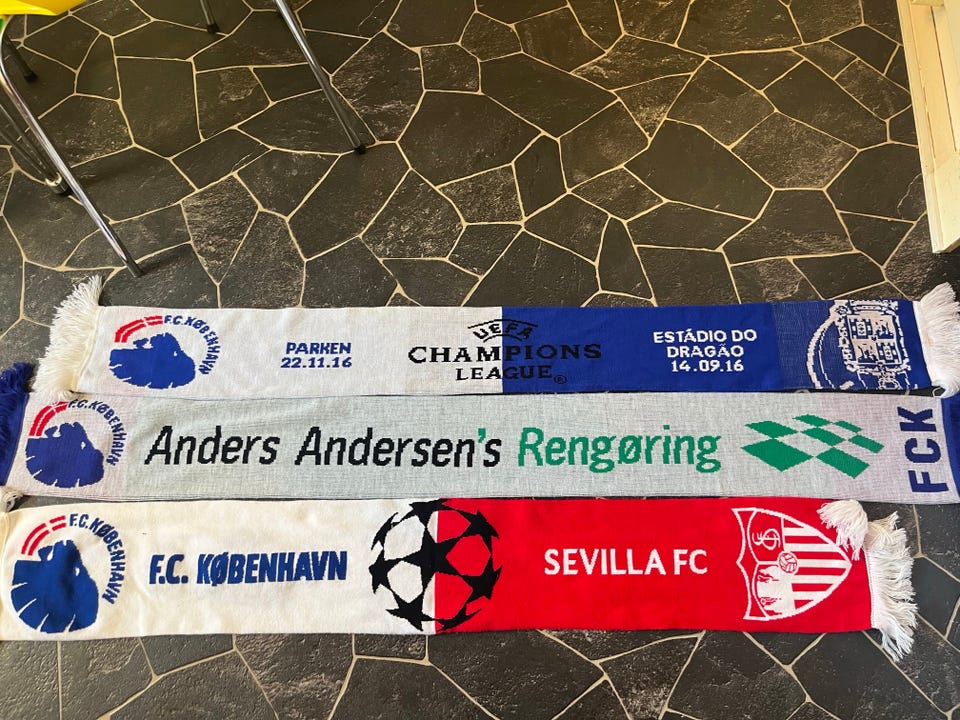 F.C. KØBENHAVN
PARKEN
22.11.16
UEFA
CHAMPIONS
LEAGUE®
ESTÁDIO DO
DRAGÃO
14.09.16
F.C. KØBENHAVN
Anders Andersen's Rengøring
FCK
F.C. KØBENHAVN
F.C. KØBENHAVN
SEVILLA FC